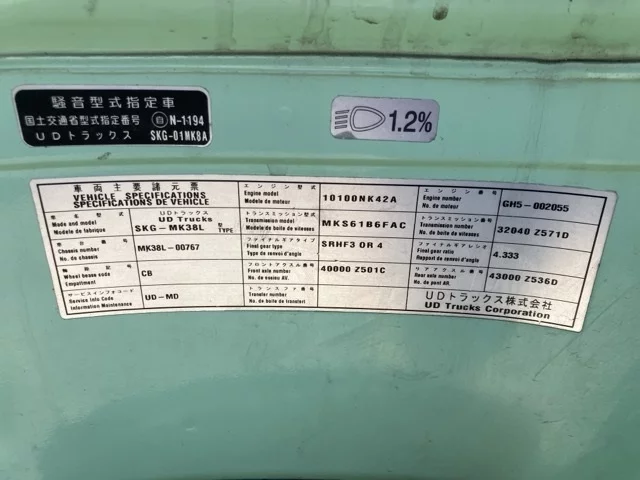 騒音型式指定車
国土交通省型式指定番号 自 N-1194
UDトラックス SKG-01MK8A
1.2%
車両主要諸元票
VEHICLE SPECIFICATIONS
SPECIFICATIONS DE VEHICLE
エンジン型式
Engine model
Modele de moteur
10100NK42A
エンジン番号
Engine number
No. de moteur
GH5-002055
車名型式
Make and model
Modele de fabrique
UDトラックス
UD Trucks
SKG-MK38L
型
TYPE
トランスミッション型式
Transmission model
Modele de boite de vitesses
MKS61B6FAC
トランスミッション番号
Transmission number
No. de boite de vitesses
32040 Z571D
車台番号
Chassis number
No. de chassis
MK38L-00767
ファイナルギアタイプ
Final gear type
Type de renvoi d'angle
SRHF3 OR 4
ファイナルギアレシオ
Final gear ratio
Type de renvoi d'angle
4.333
軸距記号
Wheel base code
Empattment
CB
フロントアクスル番号
Front axle number
No. de essieu AV.
40000 Z501C
リアアクスル番号
Rear axle number
No. de pont AR.
43000 Z536D
サービスインフォコード
Service Info Code
Information Maintenance
UD-MD
トランスファ番号
Transfer number
No. de boite de transfert
UDトラックス株式会社
UD Trucks Corporation